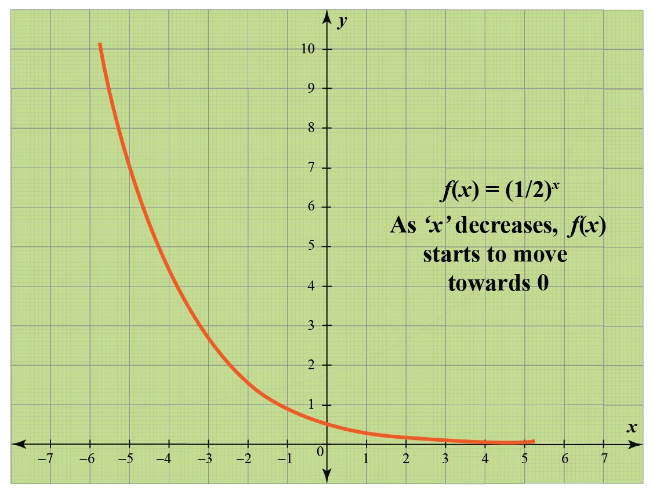 y
10
9
8
7
6
5
4
3
2
1
f(x) = (1/2)ˣ
As ‘x’ decreases, f(x)
starts to move
towards 0
x
–7 –6 –5 –4 –3 –2 –1 0 1 2 3 4 5 6 7